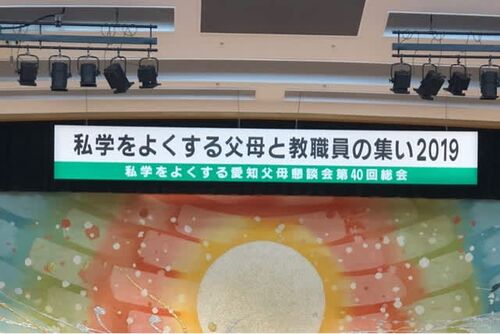 私学をよくする父母と教職員の集い2019
私学をよくする愛知父母懇談会第40回総会